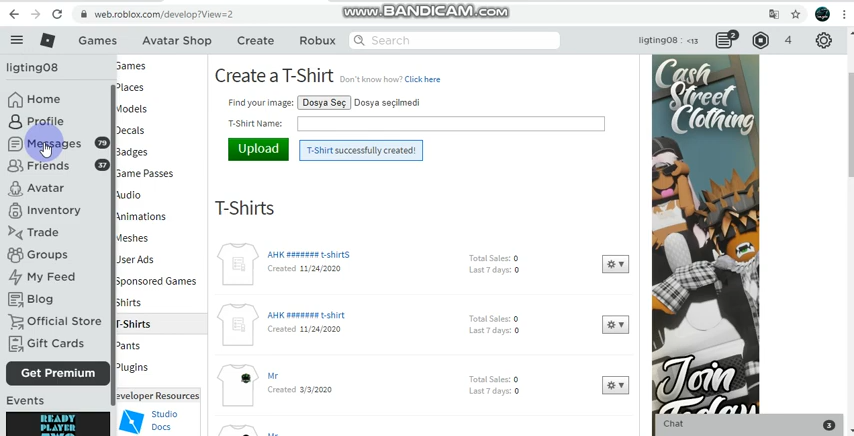 web.roblox.com/develop?View=2
www.BANDICAM.com
Games
Avatar Shop
Create
Robux
Search
ligting08 : <13
2
4
ligting08
Home
Profile
Messages 79
Friends 37
Avatar
Inventory
Trade
Groups
My Feed
Blog
Official Store
Gift Cards
Get Premium
Events
READY
PLAYER
TWO
Games
Places
Models
Decals
Badges
Game Passes
Audio
Animations
Meshes
User Ads
Sponsored Games
Shirts
T-Shirts
Pants
Plugins
Developer Resources
Studio
Docs
Create a T-Shirt Don't know how? Click here
Find your image: Dosya Seç Dosya seçilmedi
T-Shirt Name:
Upload T-Shirt successfully created!
T-Shirts
AHK ####### t-shirtS
Created 11/24/2020
Total Sales: 0
Last 7 days: 0
AHK ####### t-shirt
Created 11/24/2020
Total Sales: 0
Last 7 days: 0
Mr
Created 3/3/2020
Total Sales: 0
Last 7 days: 0
Mr
Cash
Street
Clothing
Join
Today
Chat 3